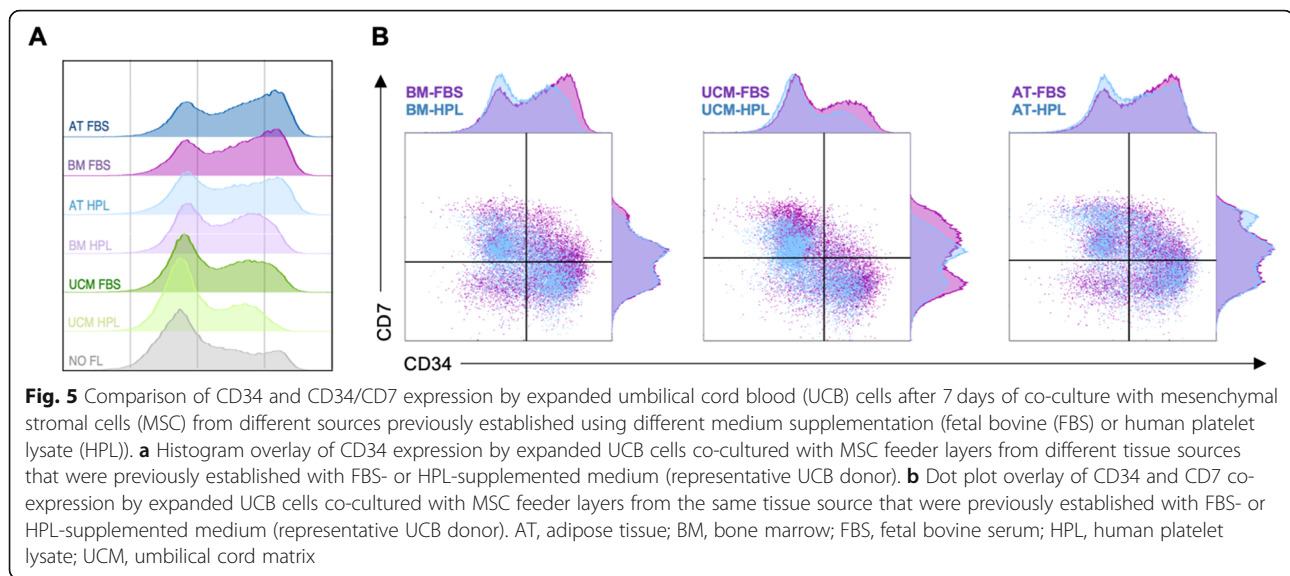 A
AT FBS
BM FBS
AT HPL
BM HPL
UCM FBS
UCM HPL
NO FL
B
BM-FBS
BM-HPL
UCM-FBS
UCM-HPL
AT-FBS
AT-HPL
CD7
CD34
Fig. 5 Comparison of CD34 and CD34/CD7 expression by expanded umbilical cord blood (UCB) cells after 7 days of co-culture with mesenchymal
stromal cells (MSC) from different sources previously established using different medium supplementation (fetal bovine (FBS) or human platelet
lysate (HPL)). a Histogram overlay of CD34 expression by expanded UCB cells co-cultured with MSC feeder layers from different tissue sources
that were previously established with FBS- or HPL-supplemented medium (representative UCB donor). b Dot plot overlay of CD34 and CD7 co-
expression by expanded UCB cells co-cultured with MSC feeder layers from the same tissue source that were previously established with FBS- or
HPL-supplemented medium (representative UCB donor). AT, adipose tissue; BM, bone marrow; FBS, fetal bovine serum; HPL, human platelet
lysate; UCM, umbilical cord matrix